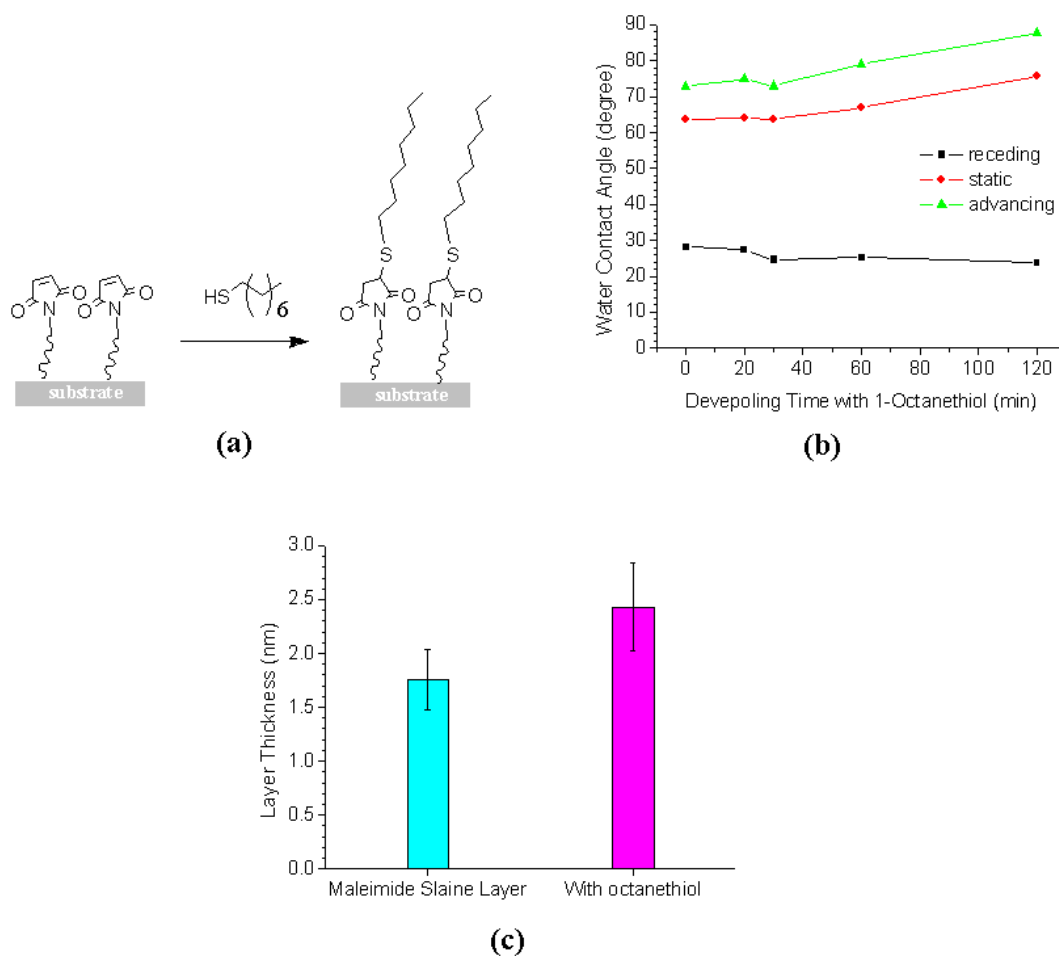 O
N
O
O
N
O
substrate
HS
6
S
S
O
N
O
O
N
O
substrate
(a)
90
80
70
60
50
40
30
20
10
0
Water Contact Angle (degree)
receding
static
advancing
0 20 40 60 80 100 120
Devepoling Time with 1-Octanethiol (min)
(b)
3.0
2.5
2.0
1.5
1.0
0.5
0.0
Layer Thickness (nm)
Maleimide Slaine Layer
With octanethiol
(c)